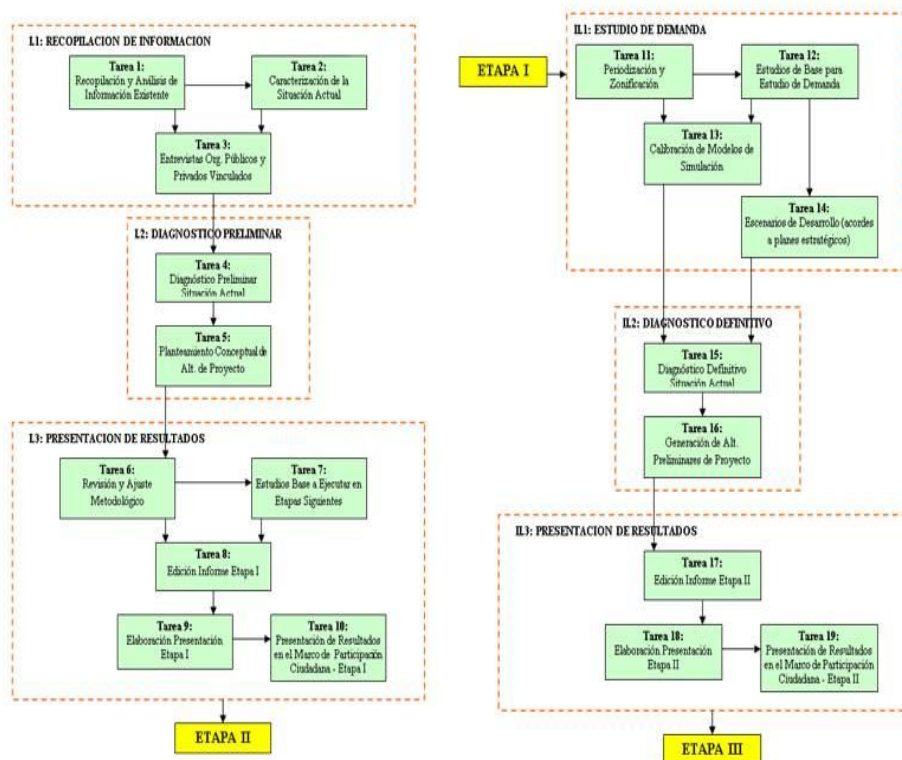 I.1: RECOPILACION DE INFORMACION
Tarea 1:
Recopilación y Análisis de
Información Existente
Tarea 2:
Caracterización de la
Situación Actual
Tarea 3:
Entrevistas Org. Públicos y
Privados Vinculados
I.2: DIAGNOSTICO PRELIMINAR
Tarea 4:
Diagnóstico Preliminar
Situación Actual
Tarea 5:
Planteamiento Conceptual de
Alt. de Proyecto
I.3: PRESENTACION DE RESULTADOS
Tarea 6:
Revisión y Ajuste
Metodológico
Tarea 7:
Estudios Base a Ejecutar en
Etapas Siguientes
Tarea 8:
Edición Informe Etapa I
Tarea 9:
Elaboración Presentación
Etapa I
Tarea 10:
Presentación de Resultados
en el Marco de Participación
Ciudadana - Etapa I
ETAPA II
ETAPA I
II.1: ESTUDIO DE DEMANDA
Tarea 11:
Periodización y
Zonificación
Tarea 12:
Estudios de Base para
Estudio de Demanda
Tarea 13:
Calibración de Modelos de
Simulación
Tarea 14:
Escenarios de Desarrollo (acordes
a planes estratégicos)
II.2: DIAGNOSTICO DEFINITIVO
Tarea 15:
Diagnóstico Definitivo
Situación Actual
Tarea 16:
Generación de Alt.
Preliminares de Proyecto
II.3: PRESENTACION DE RESULTADOS
Tarea 17:
Edición Informe Etapa II
Tarea 18:
Elaboración Presentación
Etapa II
Tarea 19:
Presentación de Resultados
en el Marco de Participación
Ciudadana - Etapa II
ETAPA III